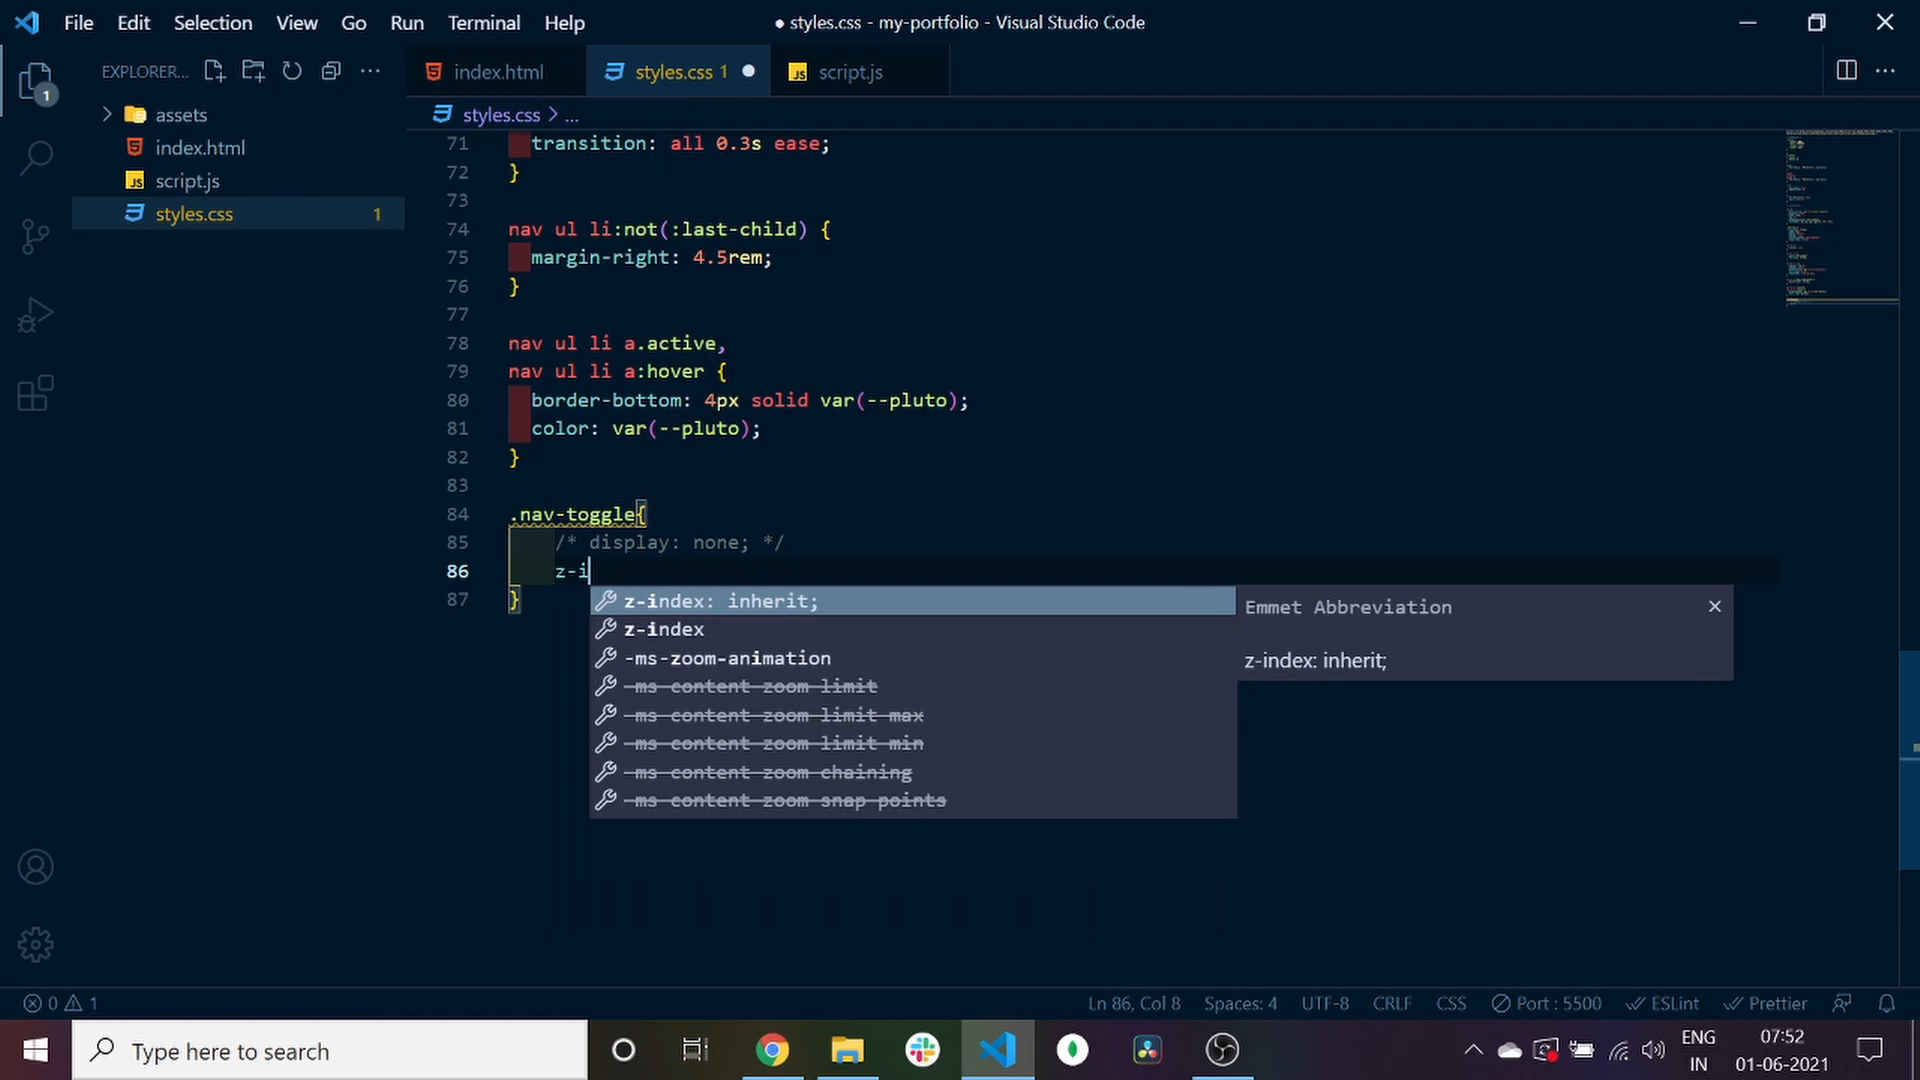 File Edit Selection View Go Run Terminal Help
● styles.css - my-portfolio - Visual Studio Code
EXPLORER...
index.html
styles.css 1
script.js
1
assets
index.html
script.js
styles.css 1
styles.css > ...
71 transition: all 0.3s ease;
72 }
73
74 nav ul li:not(:last-child) {
75 margin-right: 4.5rem;
76 }
77
78 nav ul li a.active,
79 nav ul li a:hover {
80 border-bottom: 4px solid var(--pluto);
81 color: var(--pluto);
82 }
83
84 .nav-toggle{
85 /* display: none; */
86 z-i
87 }
z-index: inherit;
z-index
-ms-zoom-animation
-ms-content-zoom-limit
-ms-content-zoom-limit-max
-ms-content-zoom-limit-min
-ms-content-zoom-chaining
-ms-content-zoom-snap-points
Emmet Abbreviation
z-index: inherit;
0 1
Ln 86, Col 8 Spaces: 4 UTF-8 CRLF CSS Port : 5500 ESLint Prettier
Type here to search
ENG
IN
07:52
01-06-2021